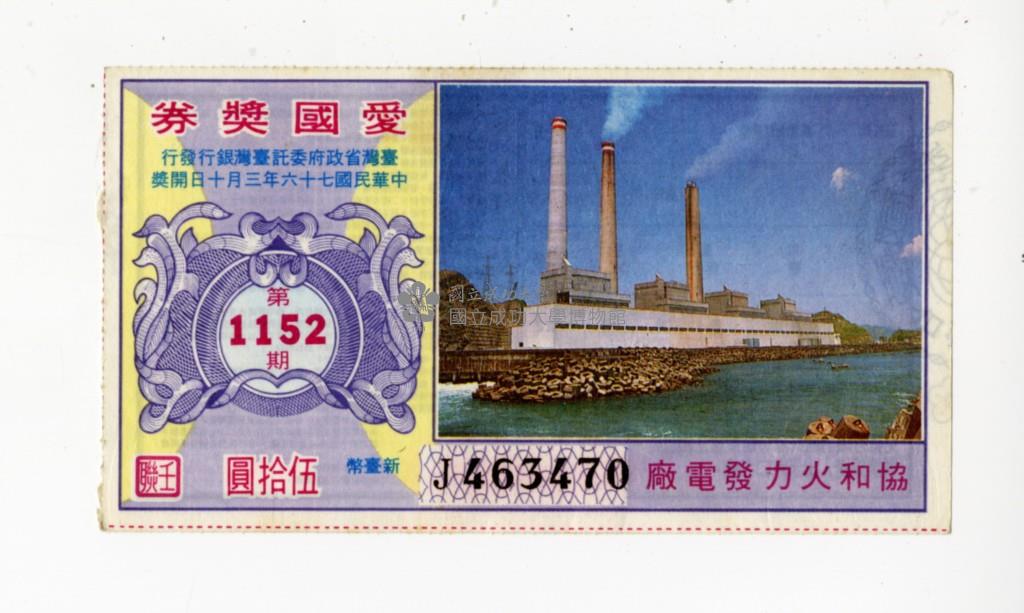 愛國獎券
臺灣省政府委託臺灣銀行發行
中華民國七十六年三月十日開獎
第
1152
期
新臺幣
伍拾圓
壬聯
J463470
協和火力發電廠
國立成功大學博物館